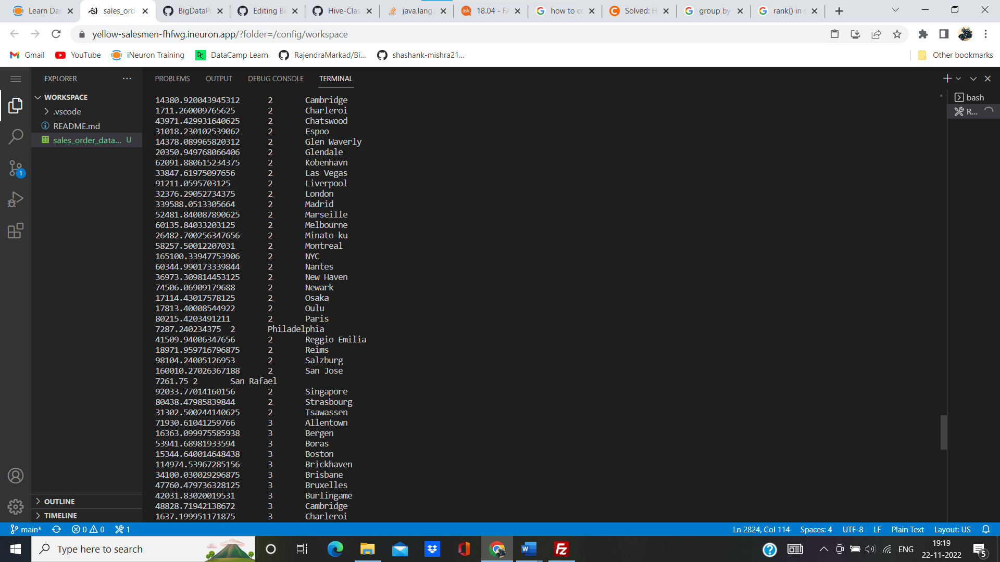 Learn Das
sales_orde
BigDataPr
Editing Bi
Hive-Clas
java.lang.
18.04 - FA
how to co
Solved: H
group by
rank() in s
yellow-salesmen-fhfwg.ineuron.app/?folder=/config/workspace
Gmail
YouTube
iNeuron Training
DataCamp Learn
RajendraMarkad/Bi...
shashank-mishra21...
Other bookmarks
EXPLORER
WORKSPACE
.vscode
README.md
sales_order_data... U
1
OUTLINE
TIMELINE
PROBLEMS OUTPUT DEBUG CONSOLE TERMINAL
14380.920043945312 2 Cambridge
1711.260009765625 2 Charleroi
43971.429931640625 2 Chatswood
31018.230102539062 2 Espoo
14378.089965820312 2 Glen Waverly
20350.949768066406 2 Glendale
62091.880615234375 2 Kobenhavn
33847.61975097656 2 Las Vegas
91211.0595703125 2 Liverpool
32376.29052734375 2 London
339588.0513305664 2 Madrid
52481.840087890625 2 Marseille
60135.84033203125 2 Melbourne
26482.700256347656 2 Minato-ku
58257.50012207031 2 Montreal
165100.33947753906 2 NYC
60344.990173339844 2 Nantes
36973.309814453125 2 New Haven
74506.06909179688 2 Newark
17114.43017578125 2 Osaka
17813.40008544922 2 Oulu
80215.4203491211 2 Paris
7287.240234375 2 Philadelphia
41509.94006347656 2 Reggio Emilia
18971.959716796875 2 Reims
98104.24005126953 2 Salzburg
160010.27026367188 2 San Jose
7261.75 2 San Rafael
92033.77014160156 2 Singapore
80438.47985839844 2 Strasbourg
31302.500244140625 2 Tsawassen
71930.61041259766 3 Allentown
16363.099975585938 3 Bergen
53941.68981933594 3 Boras
15344.640014648438 3 Boston
114974.53967285156 3 Brickhaven
34100.030029296875 3 Brisbane
47760.479736328125 3 Bruxelles
42031.83020019531 3 Burlingame
48828.71942138672 3 Cambridge
1637.199951171875 3 Charleroi
bash
R...
main* 0 0 1
Ln 2824, Col 114 Spaces: 4 UTF-8 LF Plain Text Layout: US
Type here to search
ENG
19:19
22-11-2022
5